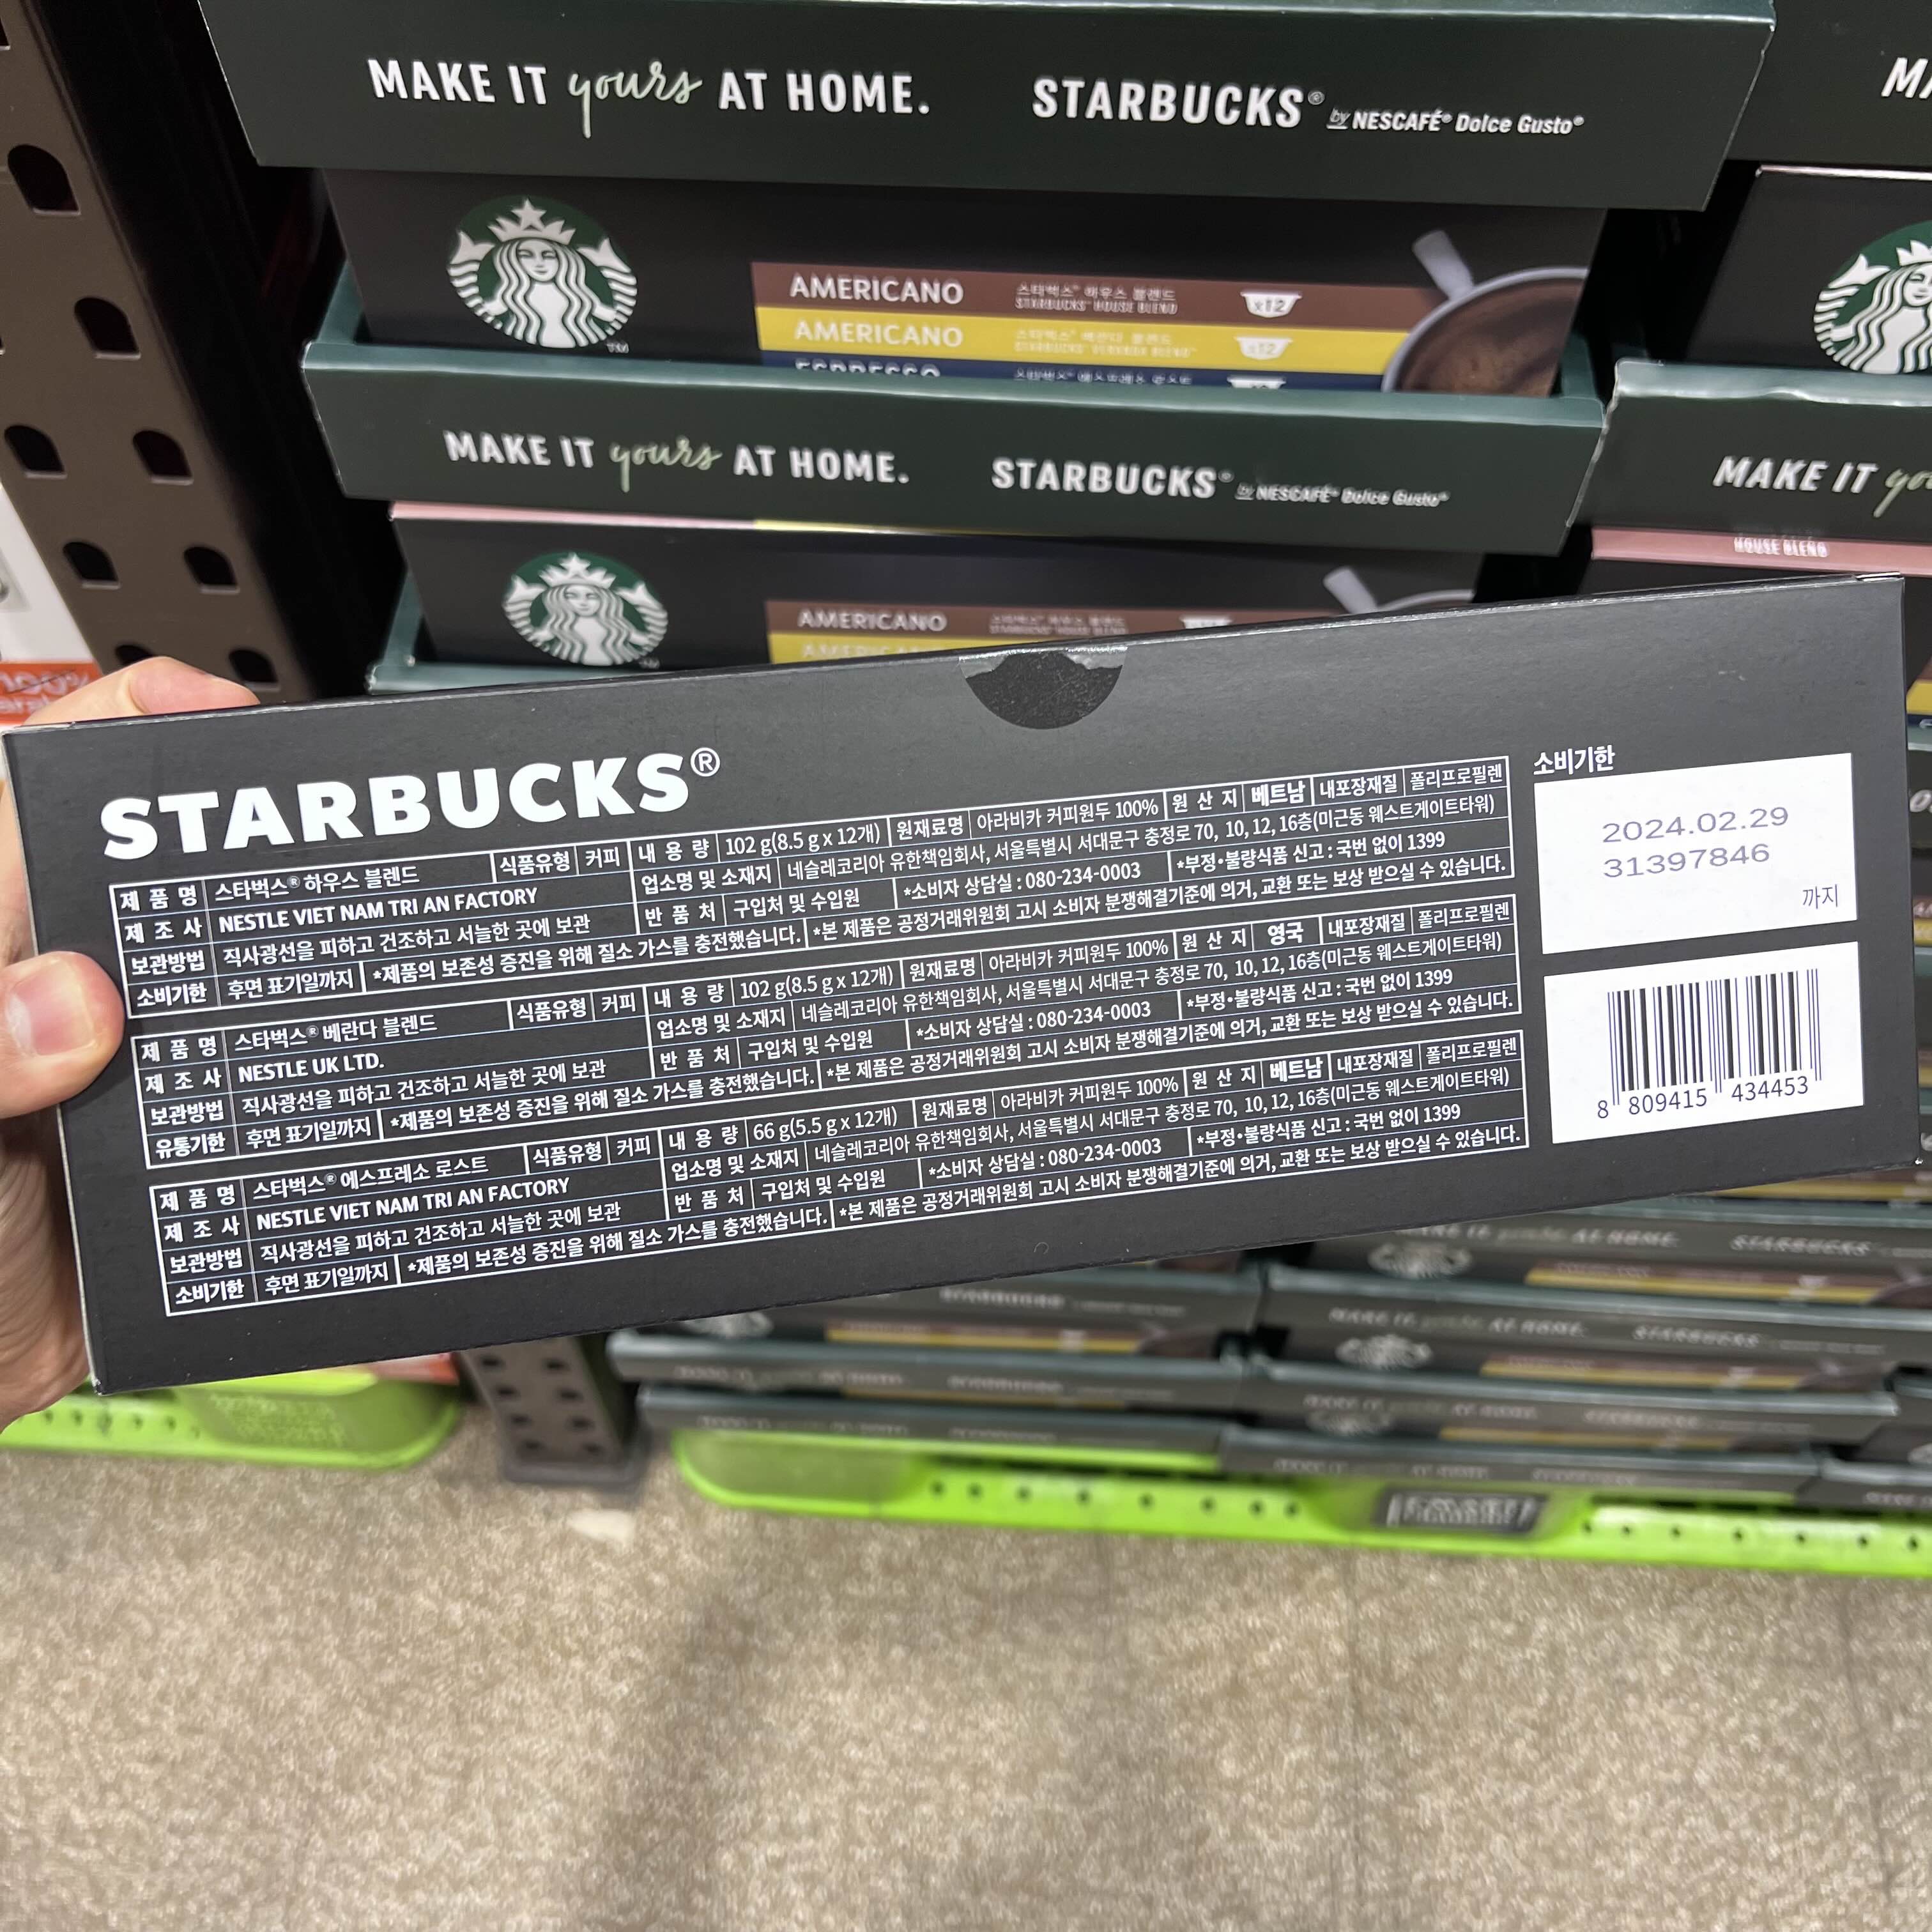 MAKE IT yours AT HOME. STARBUCKS® by NESCAFÉ® Dolce Gusto®
AMERICANO 스타벅스™ 하우스 블렌드 x12
STARBUCKS™ HOUSE BLEND
AMERICANO 스타벅스™ 베란다 블렌드 x12
STARBUCKS™ VERANDA BLEND™
ESPRESSO
MAKE IT yours AT HOME. STARBUCKS® by NESCAFÉ® Dolce Gusto®
MAKE IT
HOUSE BLEND
AMERICANO
TM
STARBUCKS®
제품명 스타벅스® 하우스 블렌드 식품유형 커피 내용량 102 g(8.5 g x 12개) 원재료명 아라비카 커피원두 100% 원산지 베트남 내포장재질 폴리프로필렌
제조사 NESTLE VIET NAM TRI AN FACTORY 업소명 및 소재지 네슬레코리아 유한책임회사, 서울특별시 서대문구 충정로 70, 10, 12, 16층(미근동 웨스트게이트타워)
보관방법 직사광선을 피하고 건조하고 서늘한 곳에 보관 반품처 구입처 및 수입원 *소비자 상담실 : 080-234-0003 *부정•불량식품 신고 : 국번 없이 1399
소비기한 후면 표기일까지 *제품의 보존성 증진을 위해 질소 가스를 충전했습니다. *본 제품은 공정거래위원회 고시 소비자 분쟁해결기준에 의거, 교환 또는 보상 받으실 수 있습니다.
제품명 스타벅스® 베란다 블렌드 식품유형 커피 내용량 102 g(8.5 g x 12개) 원재료명 아라비카 커피원두 100% 원산지 영국 내포장재질 폴리프로필렌
제조사 NESTLE UK LTD. 업소명 및 소재지 네슬레코리아 유한책임회사, 서울특별시 서대문구 충정로 70, 10, 12, 16층(미근동 웨스트게이트타워)
보관방법 직사광선을 피하고 건조하고 서늘한 곳에 보관 반품처 구입처 및 수입원 *소비자 상담실 : 080-234-0003 *부정•불량식품 신고 : 국번 없이 1399
유통기한 후면 표기일까지 *제품의 보존성 증진을 위해 질소 가스를 충전했습니다. *본 제품은 공정거래위원회 고시 소비자 분쟁해결기준에 의거, 교환 또는 보상 받으실 수 있습니다.
제품명 스타벅스® 에스프레소 로스트 식품유형 커피 내용량 66 g(5.5 g x 12개) 원재료명 아라비카 커피원두 100% 원산지 베트남 내포장재질 폴리프로필렌
제조사 NESTLE VIET NAM TRI AN FACTORY 업소명 및 소재지 네슬레코리아 유한책임회사, 서울특별시 서대문구 충정로 70, 10, 12, 16층(미근동 웨스트게이트타워)
보관방법 직사광선을 피하고 건조하고 서늘한 곳에 보관 반품처 구입처 및 수입원 *소비자 상담실 : 080-234-0003 *부정•불량식품 신고 : 국번 없이 1399
소비기한 후면 표기일까지 *제품의 보존성 증진을 위해 질소 가스를 충전했습니다. *본 제품은 공정거래위원회 고시 소비자 분쟁해결기준에 의거, 교환 또는 보상 받으실 수 있습니다.
소비기한
2024.02.29
31397846
까지
8 809415 434453